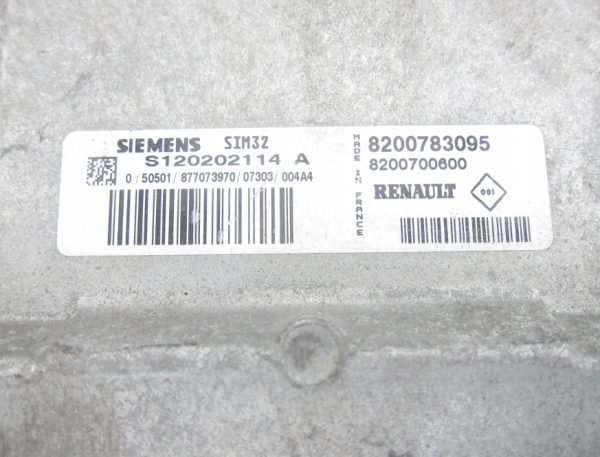 SIEMENS SIM32
S120202114 A
0/50501/877073970/07303/004A4
MADE IN FRANCE
8200783095
8200700600
RENAULT 001